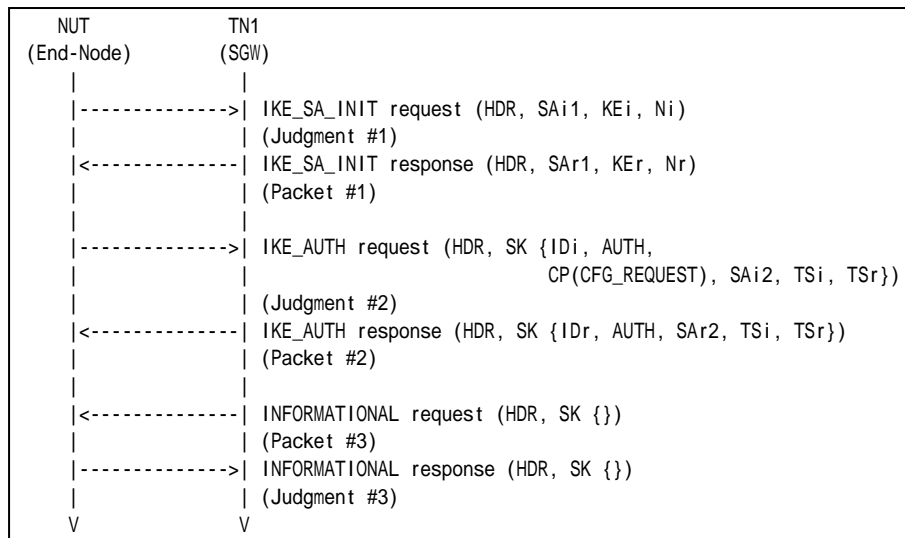 NUT TN1
(End-Node) (SGW)
| |
|-------------->| IKE_SA_INIT request (HDR, SAi1, KEi, Ni)
| | (Judgment #1)
|<--------------| IKE_SA_INIT response (HDR, SAr1, KEr, Nr)
| | (Packet #1)
| |
|-------------->| IKE_AUTH request (HDR, SK {IDi, AUTH,
| | CP(CFG_REQUEST), SAi2, TSi, TSr})
| | (Judgment #2)
|<--------------| IKE_AUTH response (HDR, SK {IDr, AUTH, SAr2, TSi, TSr})
| | (Packet #2)
| |
|<--------------| INFORMATIONAL request (HDR, SK {})
| | (Packet #3)
|-------------->| INFORMATIONAL response (HDR, SK {})
| | (Judgment #3)
V V